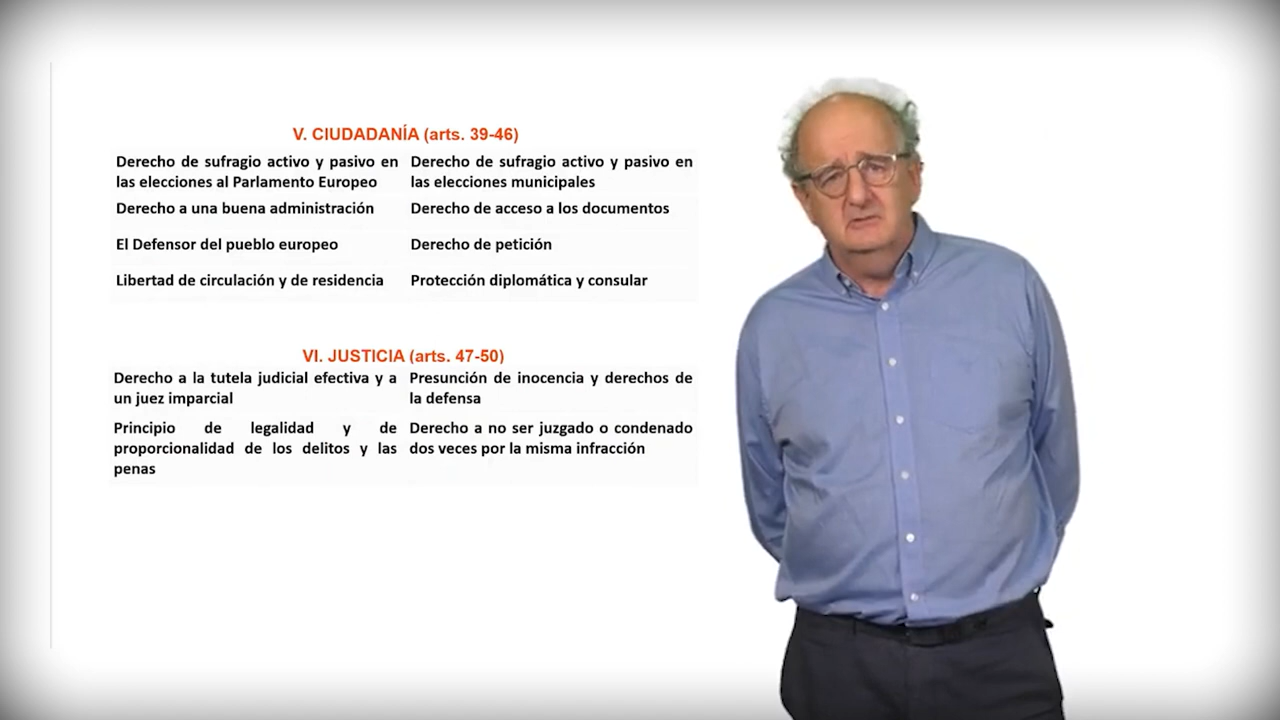 V. CIUDADANÍA (arts. 39-46)
Derecho de sufragio activo y pasivo en
las elecciones al Parlamento Europeo
Derecho de sufragio activo y pasivo en
las elecciones municipales
Derecho a una buena administración
Derecho de acceso a los documentos
El Defensor del pueblo europeo
Derecho de petición
Libertad de circulación y de residencia
Protección diplomática y consular
VI. JUSTICIA (arts. 47-50)
Derecho a la tutela judicial efectiva y a
un juez imparcial
Presunción de inocencia y derechos de
la defensa
Principio de legalidad y de
proporcionalidad de los delitos y las
penas
Derecho a no ser juzgado o condenado
dos veces por la misma infracción